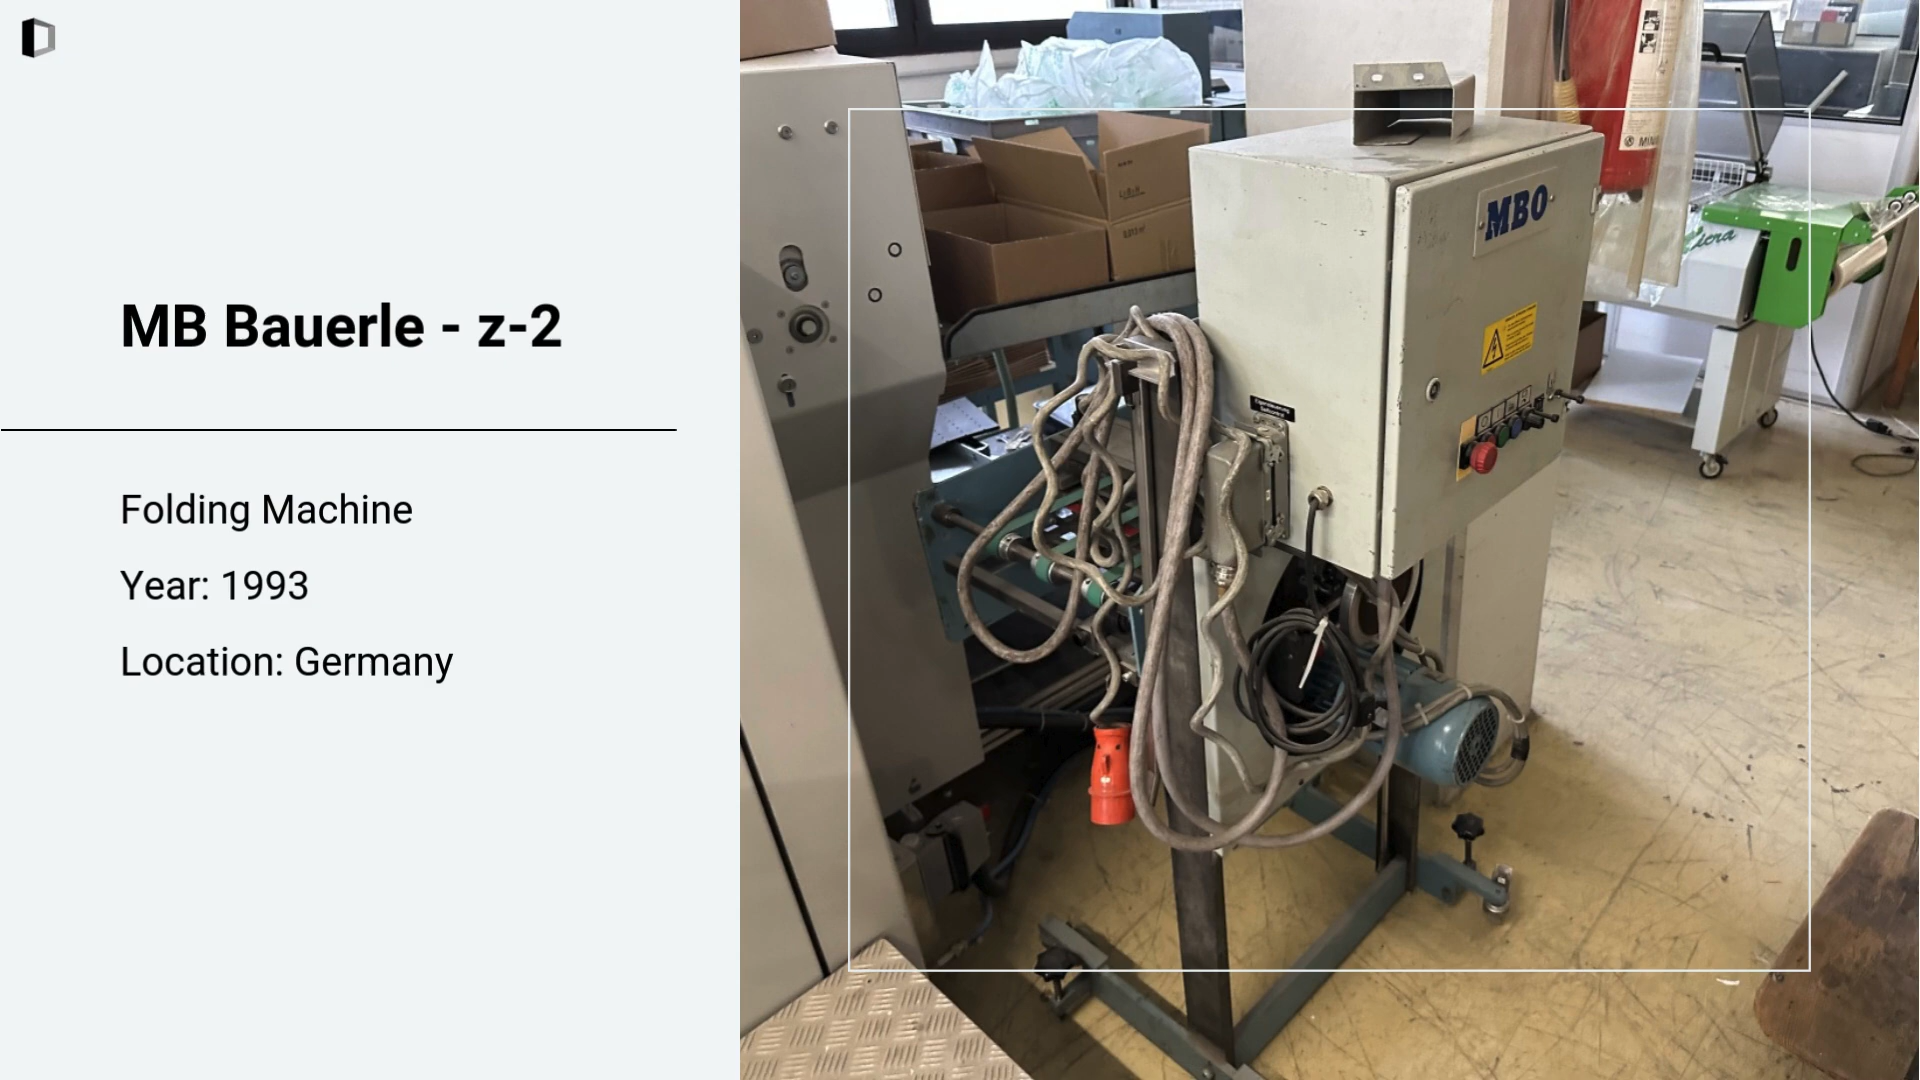 MB Bauerle - z-2
Folding Machine
Year: 1993
Location: Germany
MBO